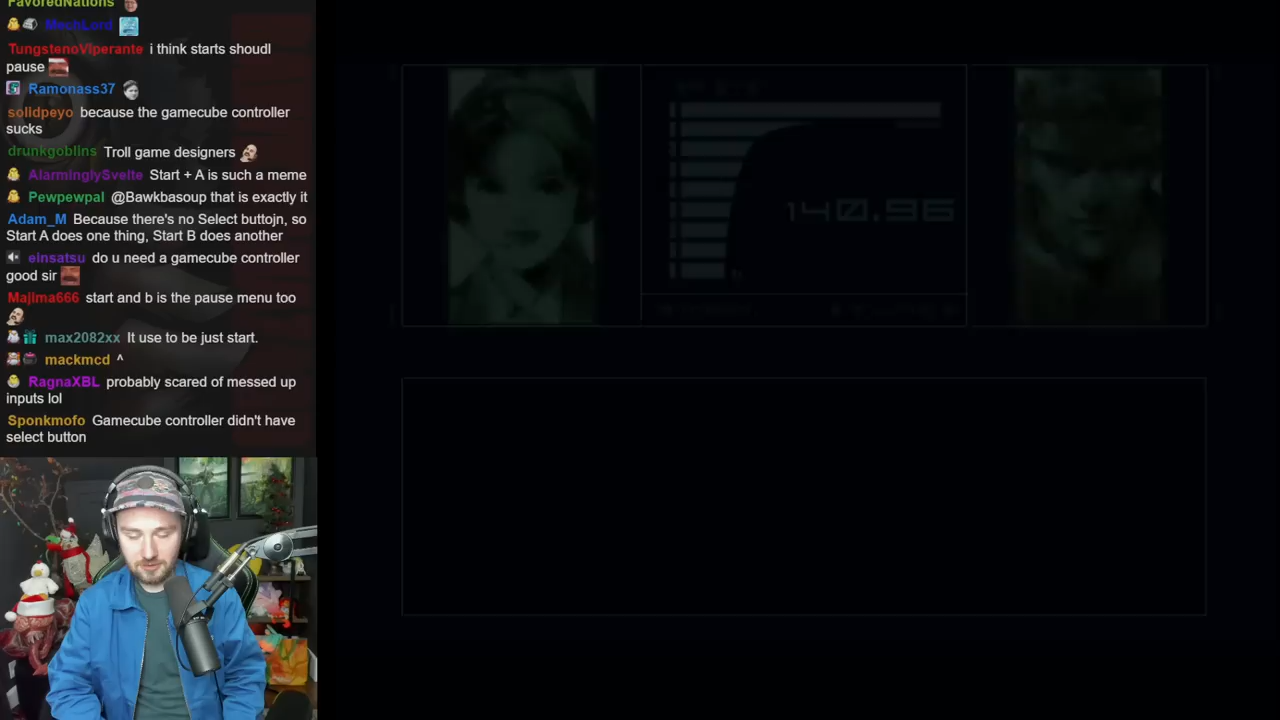 FavoredNations
MechLord
TungstenoVIperante i think starts shoudl
pause
Ramonass37
solidpeyo because the gamecube controller
sucks
drunkgoblins Troll game designers
AlarminglySvelte Start + A is such a meme
Pewpewpal @Bawkbasoup that is exactly it
Adam_M Because there's no Select buttojn, so
Start A does one thing, Start B does another
einsatsu do u need a gamecube controller
good sir
Majima666 start and b is the pause menu too
max2082xx It use to be just start.
mackmcd ^
RagnaXBL probably scared of messed up
inputs lol
Sponkmofo Gamecube controller didn't have
select button
140.96